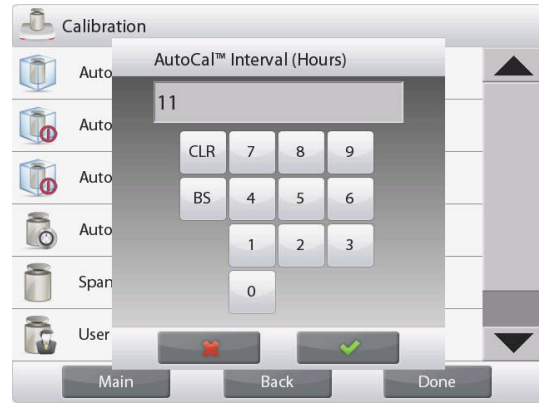 Calibration
AutoCal™ Interval (Hours)
11
CLR 7 8 9
BS 4 5 6
1 2 3
0
Auto
Auto
Auto
Auto
Span
User
Main Back Done